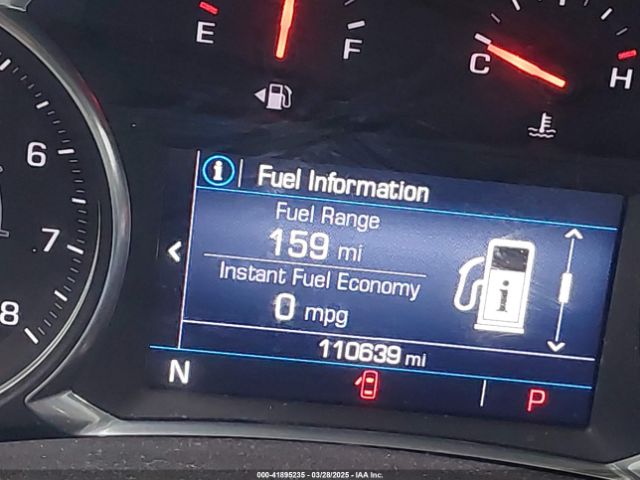 E
F
C
H
6
7
8
i
Fuel Information
Fuel Range
159 mi
Instant Fuel Economy
0 mpg
i
110639 mi
N
P
000-41895235 - 03/28/2025 - IAA Inc.